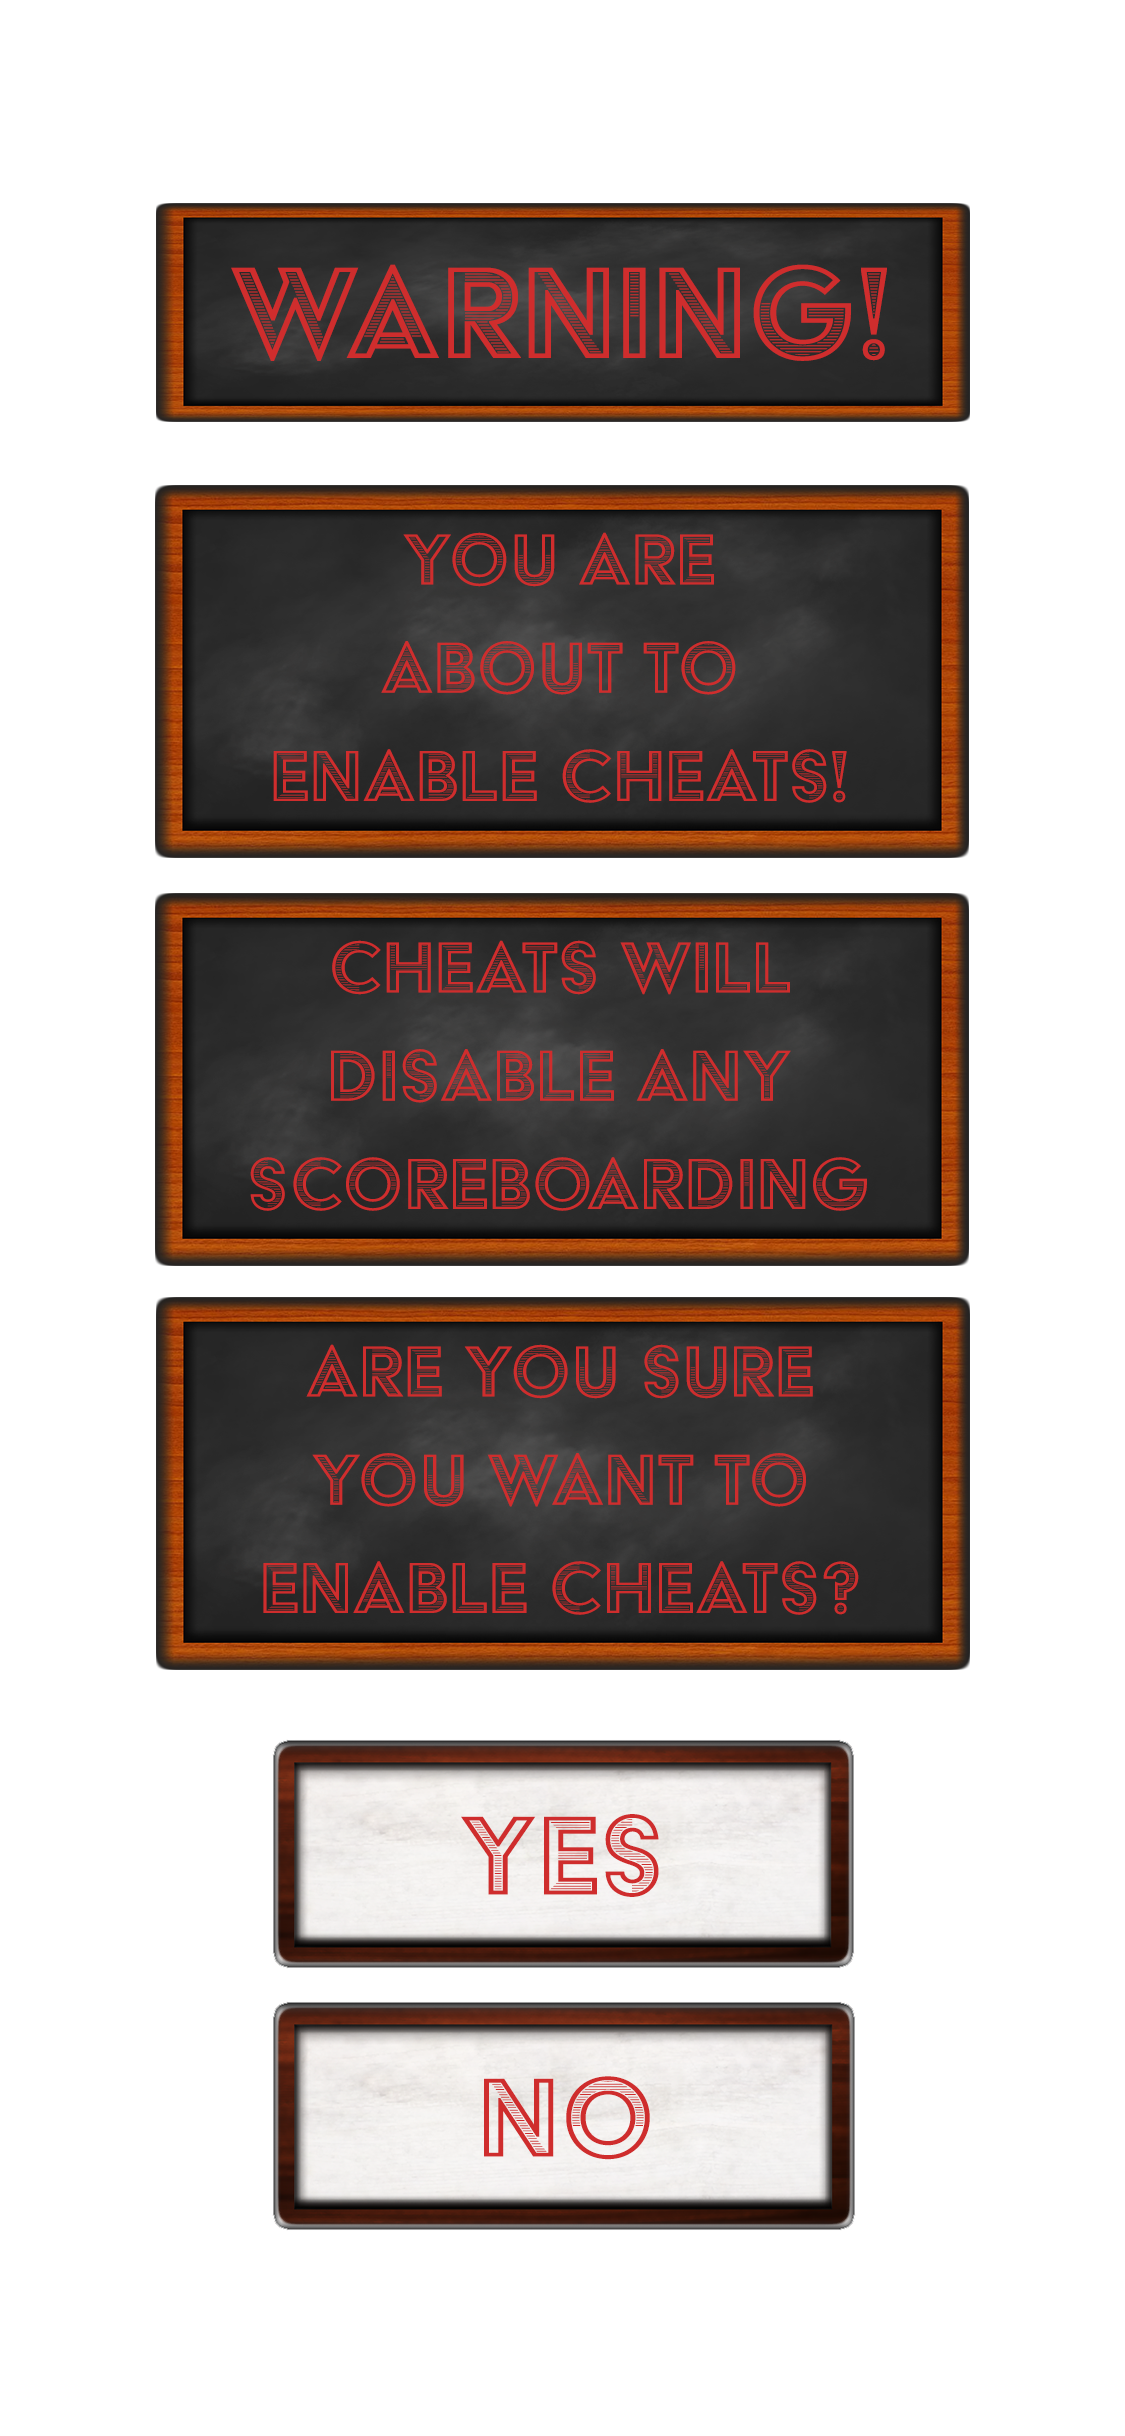 WARNING!
YOU ARE
ABOUT TO
ENABLE CHEATS!
CHEATS WILL
DISABLE ANY
SCOREBOARDING
ARE YOU SURE
YOU WANT TO
ENABLE CHEATS?
YES
NO